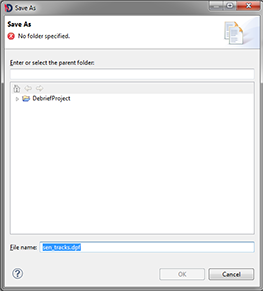 Save As
Save As
No folder specified.
Enter or select the parent folder:
DebriefProject
File name: sen_tracks.dpf
OK Cancel